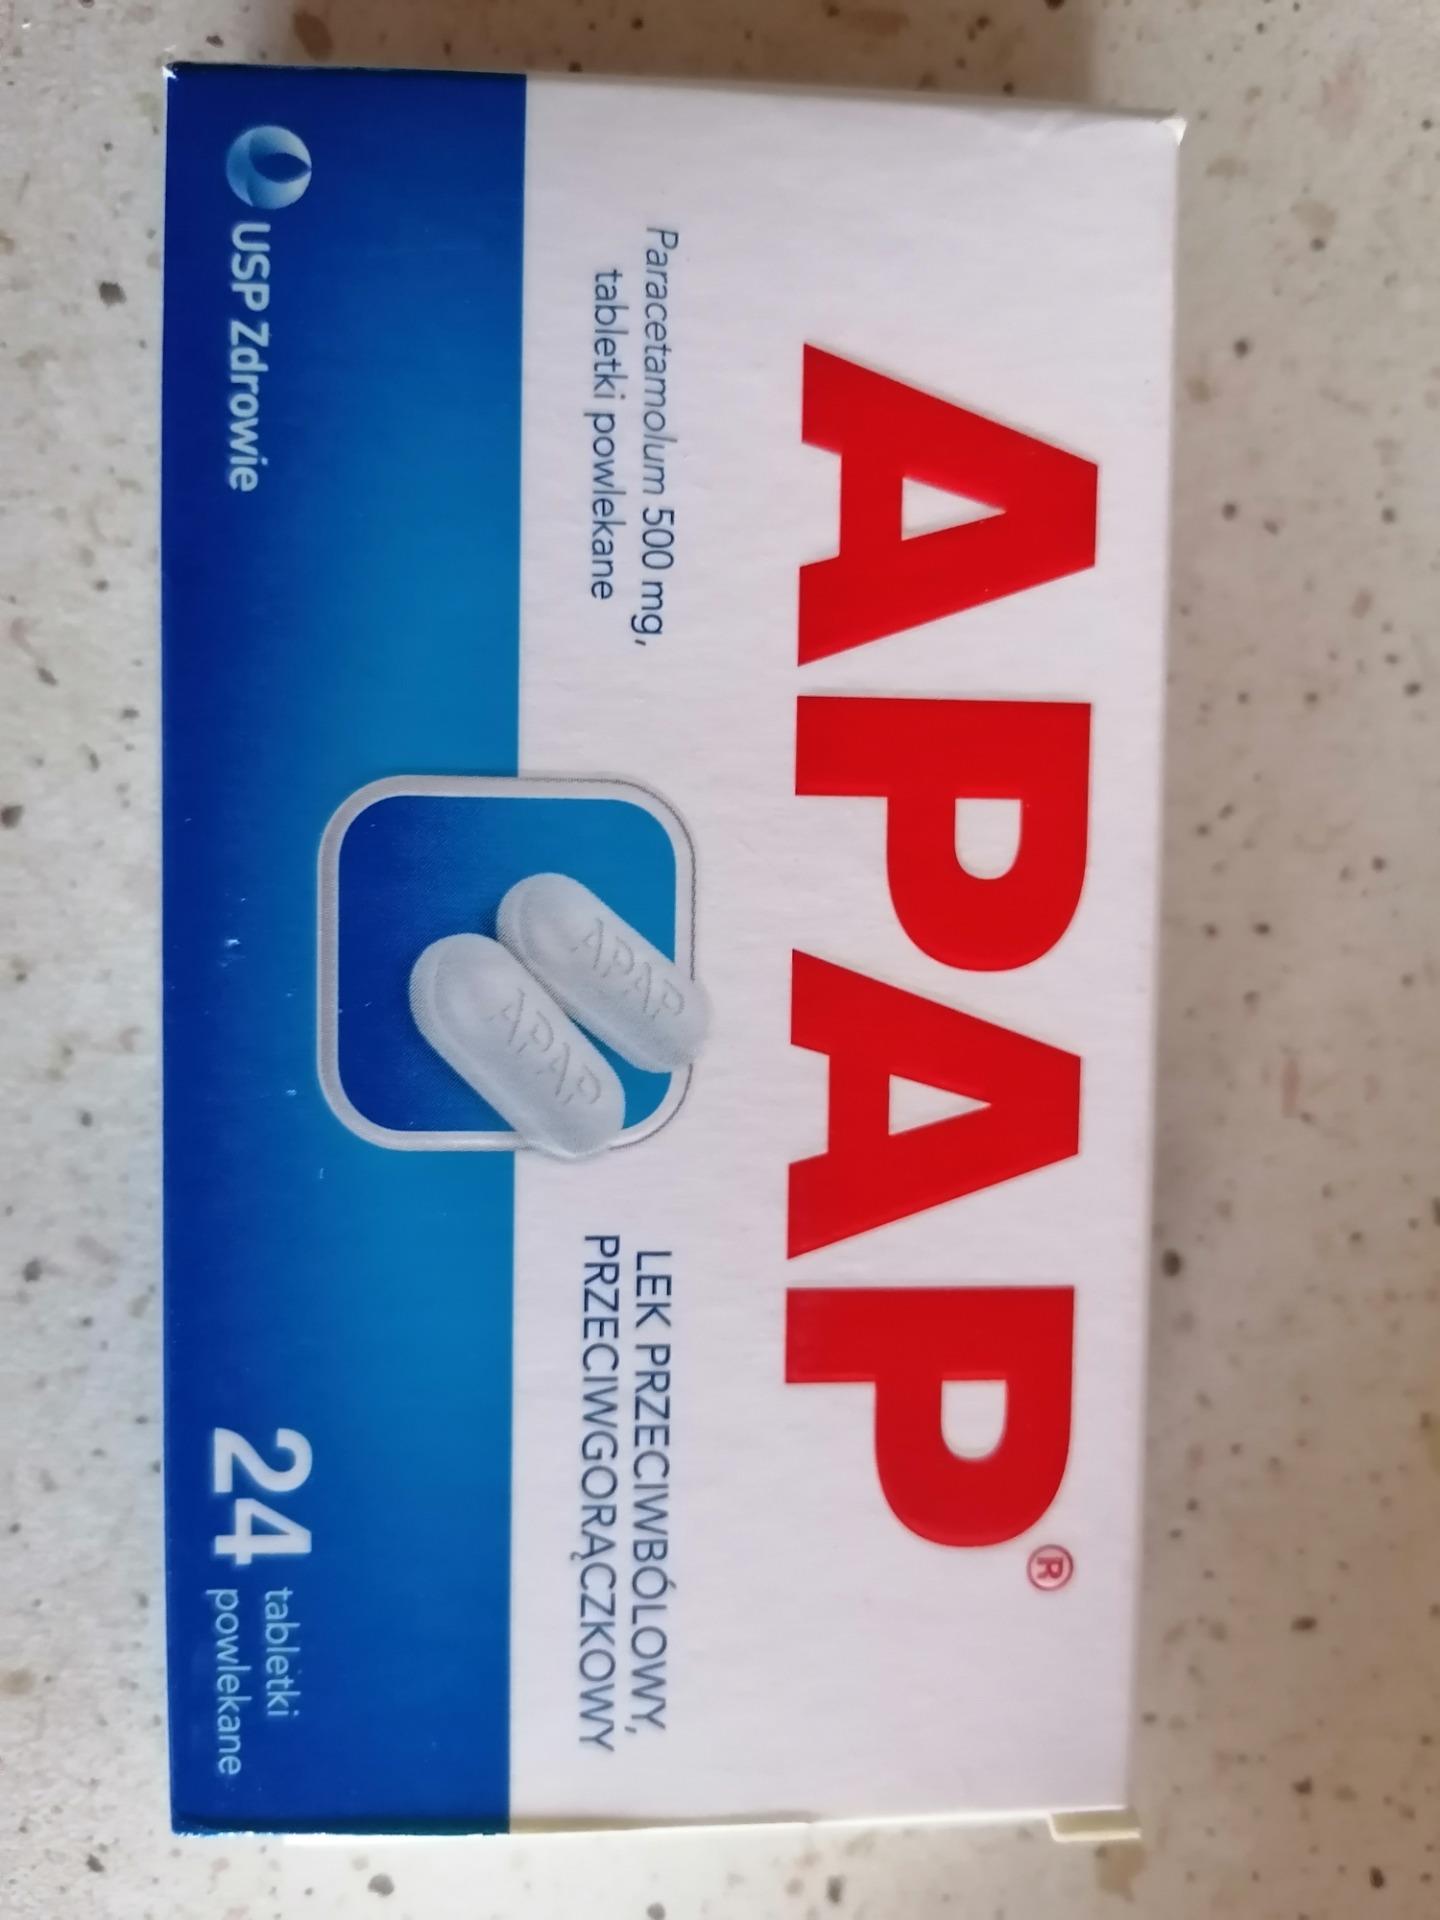 APAP®
Paracetamolum 500 mg,
tabletki powlekane
LEK PRZECIWBÓLOWY,
PRZECIWGORĄCZKOWY
APAP
APAP
USP Zdrowie
24 tabletki
powlekane